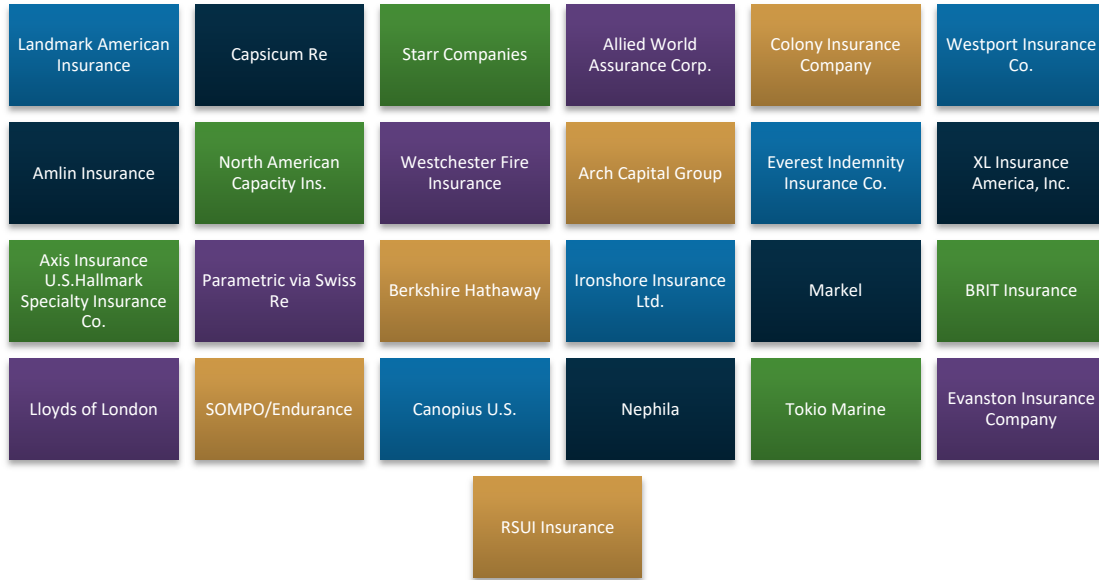 Landmark American
Insurance
Capsicum Re
Starr Companies
Allied World
Assurance Corp.
Colony Insurance
Company
Westport Insurance
Co.
Amlin Insurance
North American
Capacity Ins.
Westchester Fire
Insurance
Arch Capital Group
Everest Indemnity
Insurance Co.
XL Insurance
America, Inc.
Axis Insurance
U.S.Hallmark
Specialty Insurance
Co.
Parametric via Swiss
Re
Berkshire Hathaway
Ironshore Insurance
Ltd.
Markel
BRIT Insurance
Lloyds of London
SOMPO/Endurance
Canopius U.S.
Nephila
Tokio Marine
Evanston Insurance
Company
RSUI Insurance